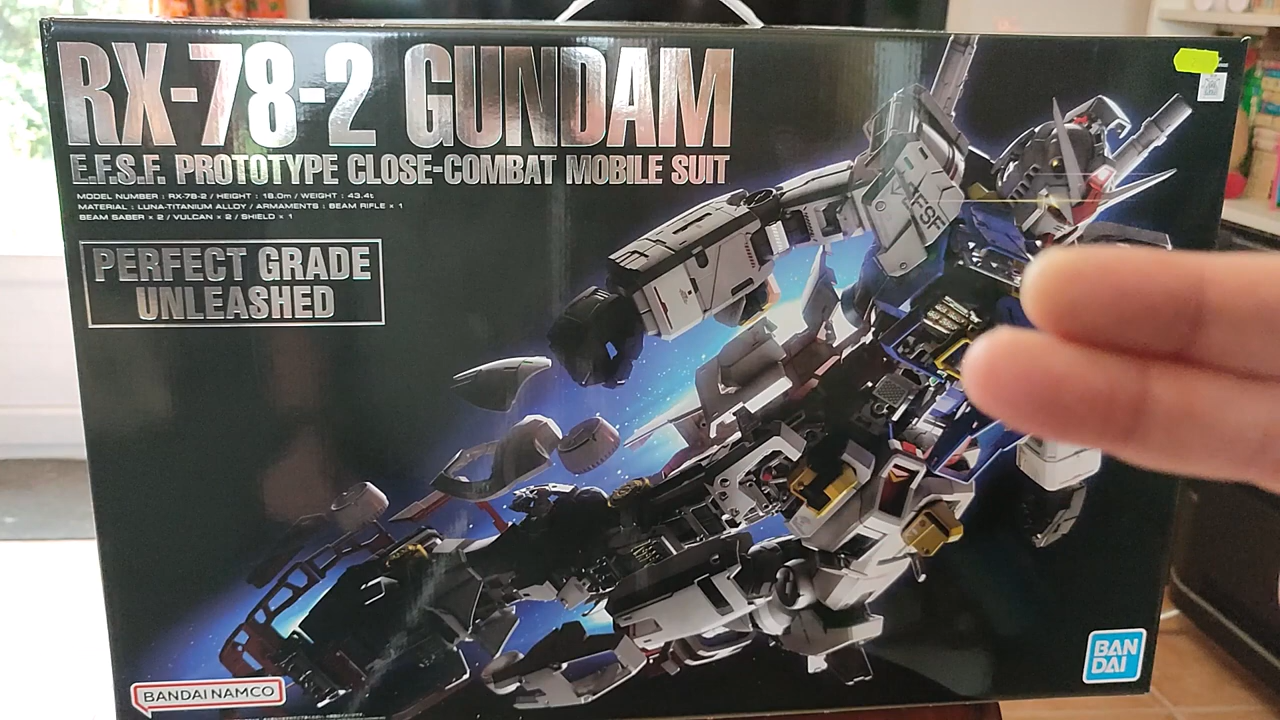 RX-78-2 GUNDAM
E.F.S.F. PROTOTYPE CLOSE-COMBAT MOBILE SUIT
MODEL NUMBER : RX-78-2 / HEIGHT : 18.0m / WEIGHT : 43.4t
MATERIAL : LUNA-TITANIUM ALLOY / ARMAMENTS : BEAM RIFLE × 1
BEAM SABER × 2 / VULCAN × 2 / SHIELD × 1
PERFECT GRADE
UNLEASHED
EFSF
BAN
DAI
BANDAI NAMCO